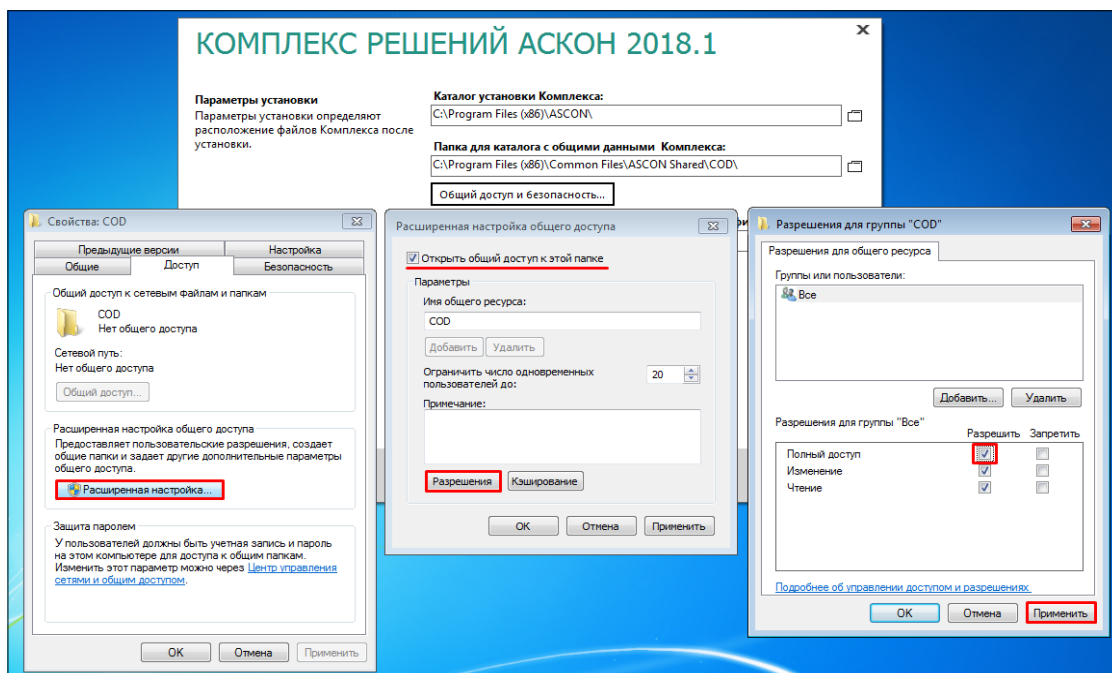 КОМПЛЕКС РЕШЕНИЙ АСКОН 2018.1
Параметры установки
Параметры установки определяют
расположение файлов Комплекса после
установки.
Каталог установки Комплекса:
C:\Program Files (x86)\ASCON\
Папка для каталога с общими данными Комплекса:
C:\Program Files (x86)\Common Files\ASCON Shared\COD\
Общий доступ и безопасность...
Свойства: COD
Предыдущие версии
Настройка
Общие
Доступ
Безопасность
Общий доступ к сетевым файлам и папкам
COD
Нет общего доступа
Сетевой путь:
Нет общего доступа
Общий доступ...
Расширенная настройка общего доступа
Предоставляет пользовательские разрешения, создает
общие папки и задает другие дополнительные параметры
общего доступа.
Расширенная настройка...
Защита паролем
У пользователей должны быть учетная запись и пароль
на этом компьютере для доступа к общим папкам.
Изменить этот параметр можно через Центр управления
сетями и общим доступом.
ОК
Отмена
Применить
Расширенная настройка общего доступа
Открыть общий доступ к этой папке
Параметры
Имя общего ресурса:
COD
Добавить
Удалить
Ограничить число одновременных
пользователей до:
20
Примечание:
Разрешения
Кэширование
ОК
Отмена
Применить
Разрешения для группы "COD"
Разрешения для общего ресурса
Группы или пользователи:
Все
Добавить...
Удалить
Разрешения для группы "Все"
Разрешить
Запретить
Полный доступ
Изменение
Чтение
Подробнее об управлении доступом и разрешениях
ОК
Отмена
Применить